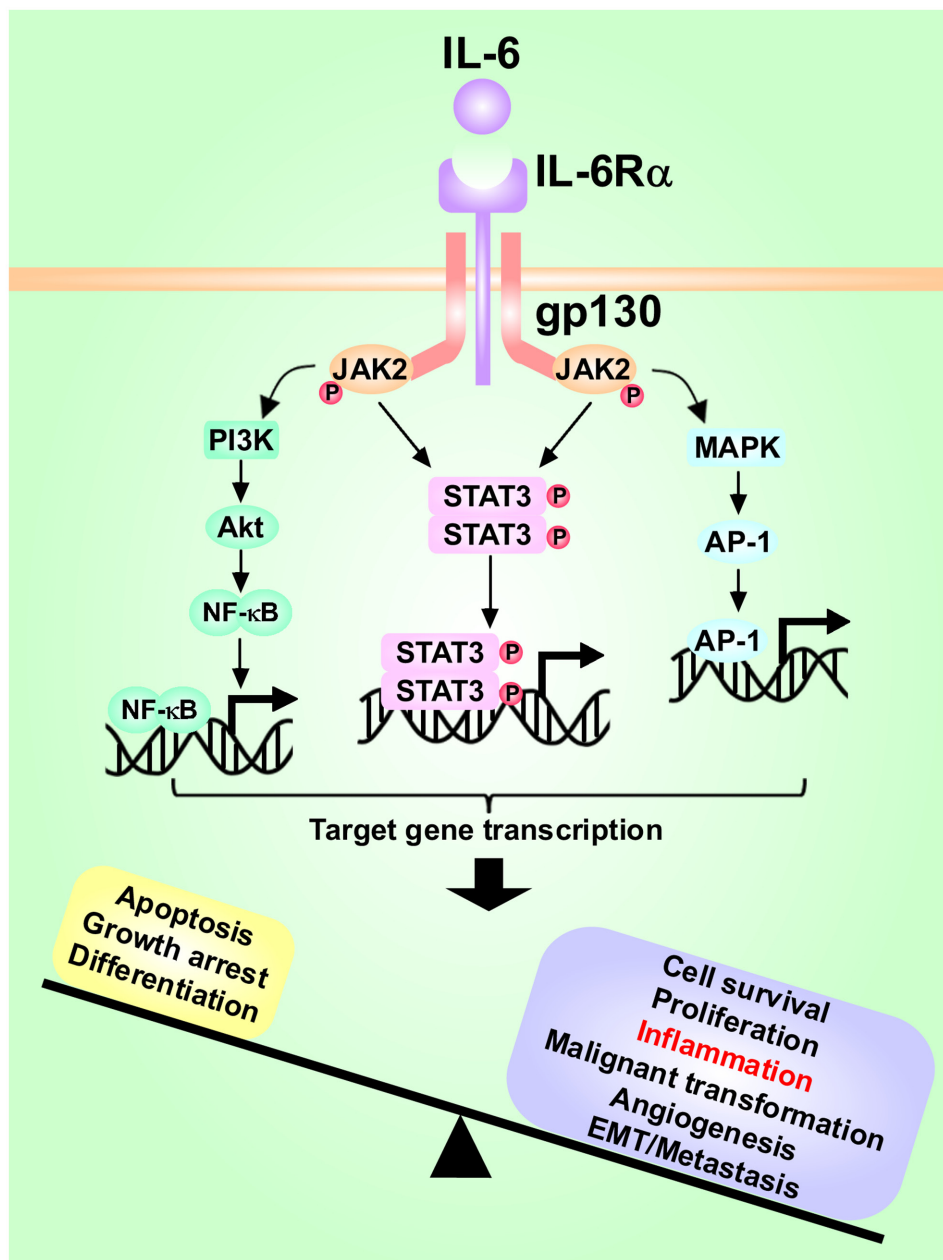 IL-6
IL-6Rα
gp130
JAK2
P
JAK2
P
PI3K
Akt
NF-κB
NF-κB
STAT3
P
STAT3
P
STAT3
P
STAT3
P
MAPK
AP-1
AP-1
Target gene transcription
Apoptosis
Growth arrest
Differentiation
Cell survival
Proliferation
Inflammation
Malignant transformation
Angiogenesis
EMT/Metastasis